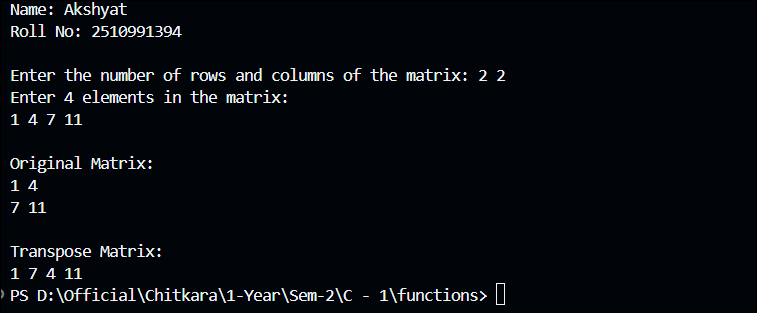 Name: Akshyat
Roll No: 2510991394
Enter the number of rows and columns of the matrix: 2 2
Enter 4 elements in the matrix:
1 4 7 11
Original Matrix:
1 4
7 11
Transpose Matrix:
1 7 4 11
PS D:\Official\Chitkara\1-Year\Sem-2\C - 1\functions>